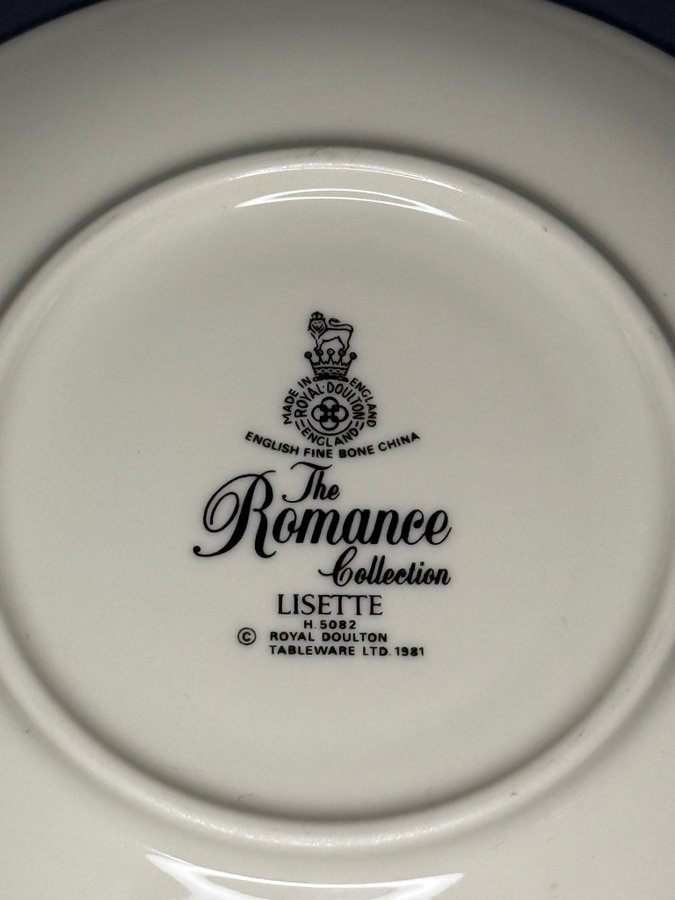 MADE IN ENGLAND
ROYAL·DOULTON
ENGLAND
ENGLISH FINE BONE CHINA
The
Romance
Collection
LISETTE
H.5082
© ROYAL DOULTON
TABLEWARE LTD. 1981